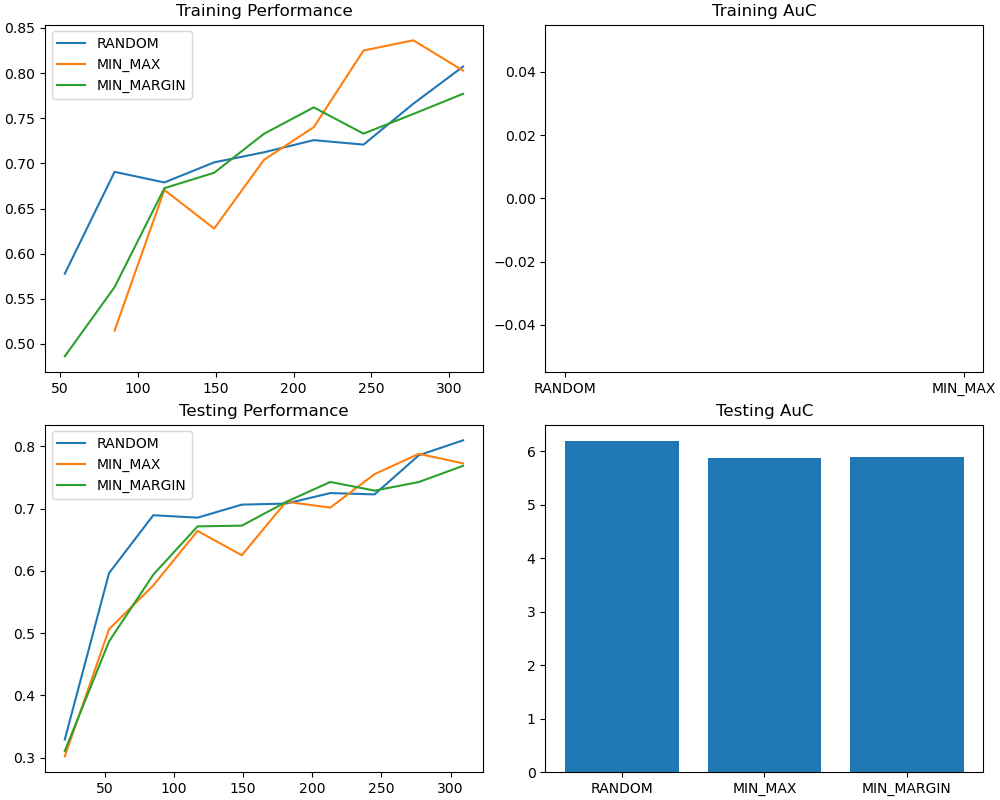 Training Performance
RANDOM
MIN_MAX
MIN_MARGIN
0.85
0.80
0.75
0.70
0.65
0.60
0.55
0.50
50 100 150 200 250 300
Training AuC
0.04
0.02
0.00
−0.02
−0.04
RANDOM MIN_MAX
Testing Performance
RANDOM
MIN_MAX
MIN_MARGIN
0.8
0.7
0.6
0.5
0.4
0.3
50 100 150 200 250 300
Testing AuC
6
5
4
3
2
1
0
RANDOM MIN_MAX MIN_MARGIN